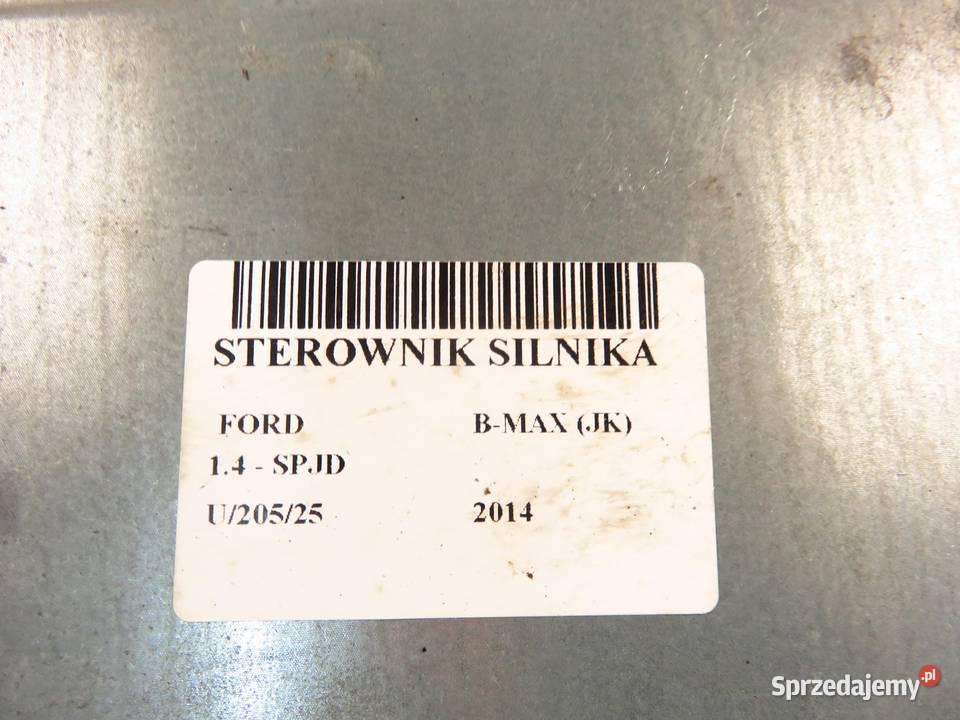 STEROWNIK SILNIKA
FORD B-MAX (JK)
1.4 - SPJD
U/205/25 2014
Sprzedajemy.pl